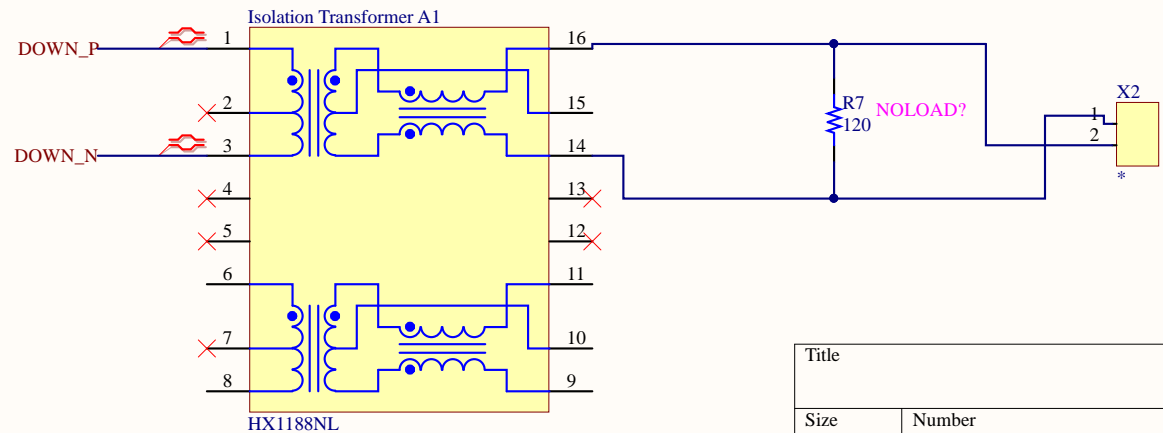 Isolation Transformer A1
DOWN_P
1
16
2
15
DOWN_N
3
14
4
13
5
12
6
11
7
10
8
9
HX1188NL
R7
120
NOLOAD?
X2
1
2
*
Title
Size
Number